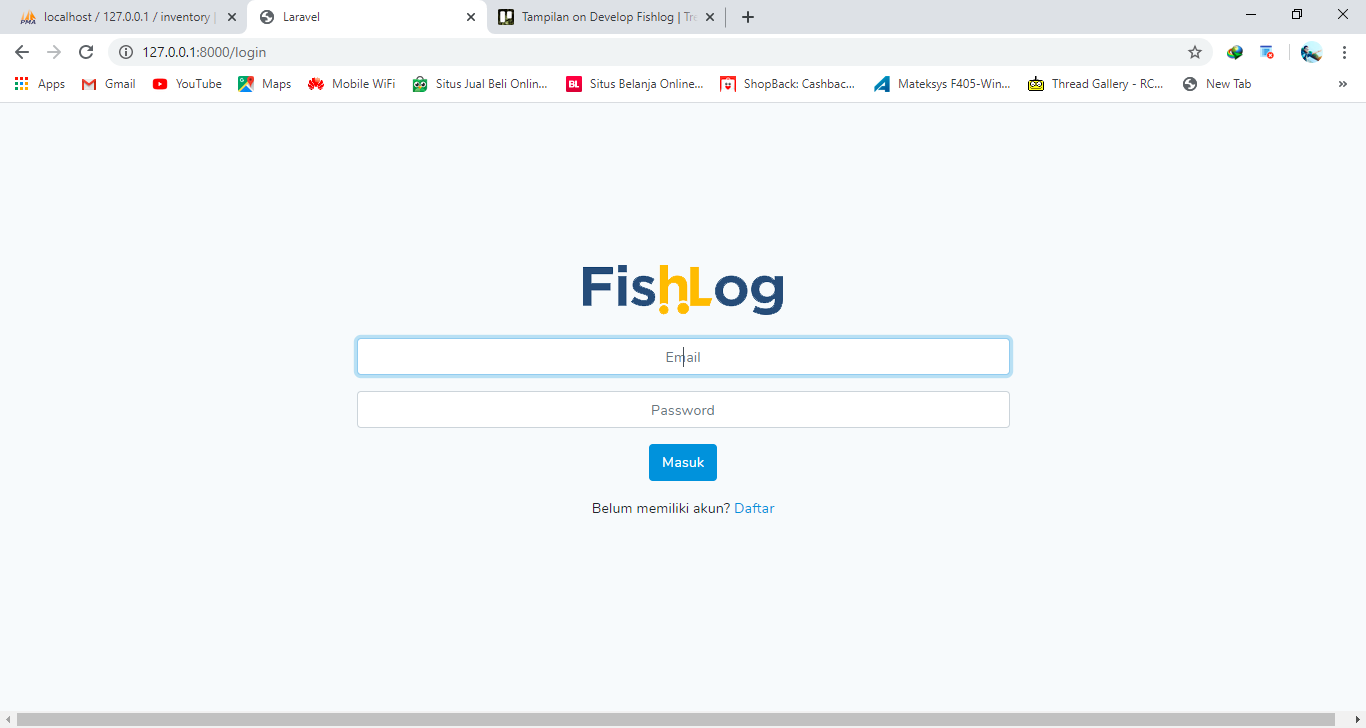 localhost / 127.0.0.1 / inventory |
Laravel
Tampilan on Develop Fishlog | Tre
127.0.0.1:8000/login
Apps
Gmail
YouTube
Maps
Mobile WiFi
Situs Jual Beli Onlin...
BL
Situs Belanja Online...
ShopBack: Cashbac...
Mateksys F405-Win...
Thread Gallery - RC...
New Tab
FishLog
Email
Password
Masuk
Belum memiliki akun? Daftar